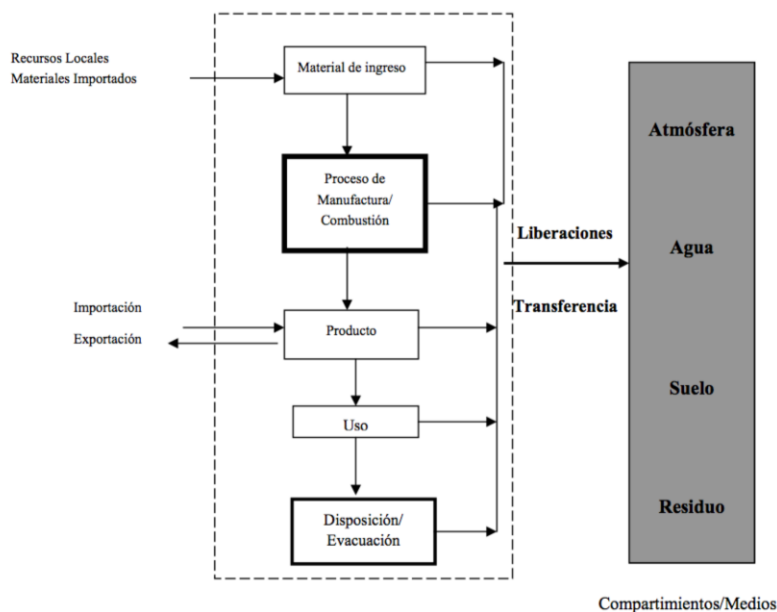 Recursos Locales
Materiales Importados
Material de ingreso
Proceso de
Manufactura/
Combustión
Importación
Exportación
Producto
Uso
Disposición/
Evacuación
Liberaciones
Transferencia
Atmósfera
Agua
Suelo
Residuo
Compartimientos/Medios